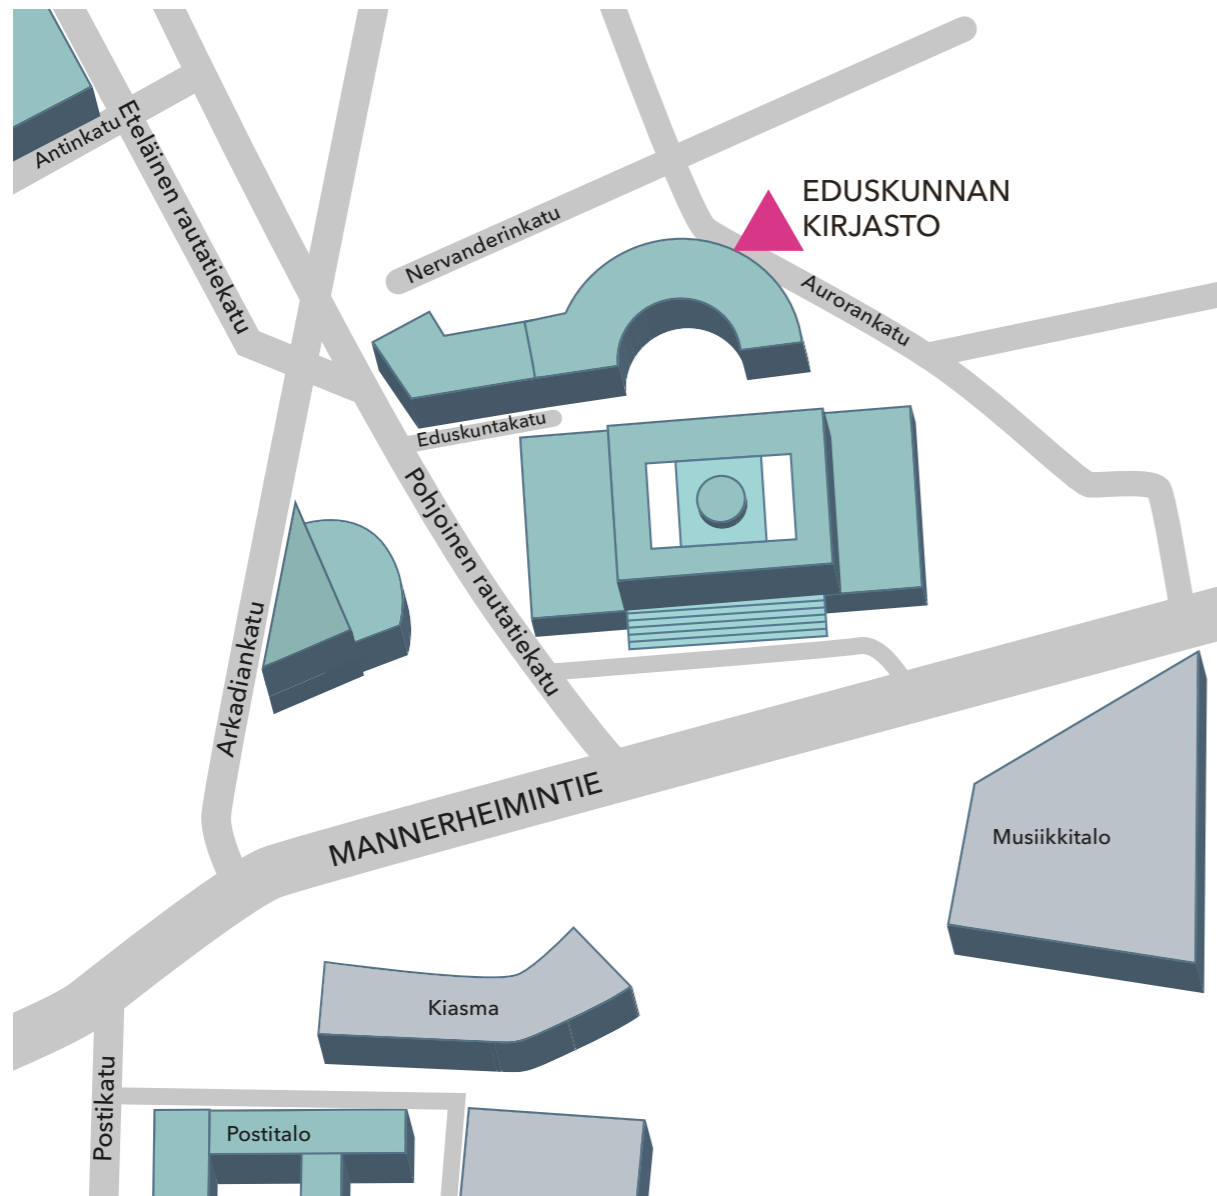 Antinkatu
Eteläinen rautatiekatu
EDUSKUNNAN
KIRJASTO
Nervanderinkatu
Aurorankatu
Eduskuntakatu
Pohjoinen rautatiekatu
Arkadiankatu
MANNERHEIMINTIE
Musiikkitalo
Kiasma
Postikatu
Postitalo